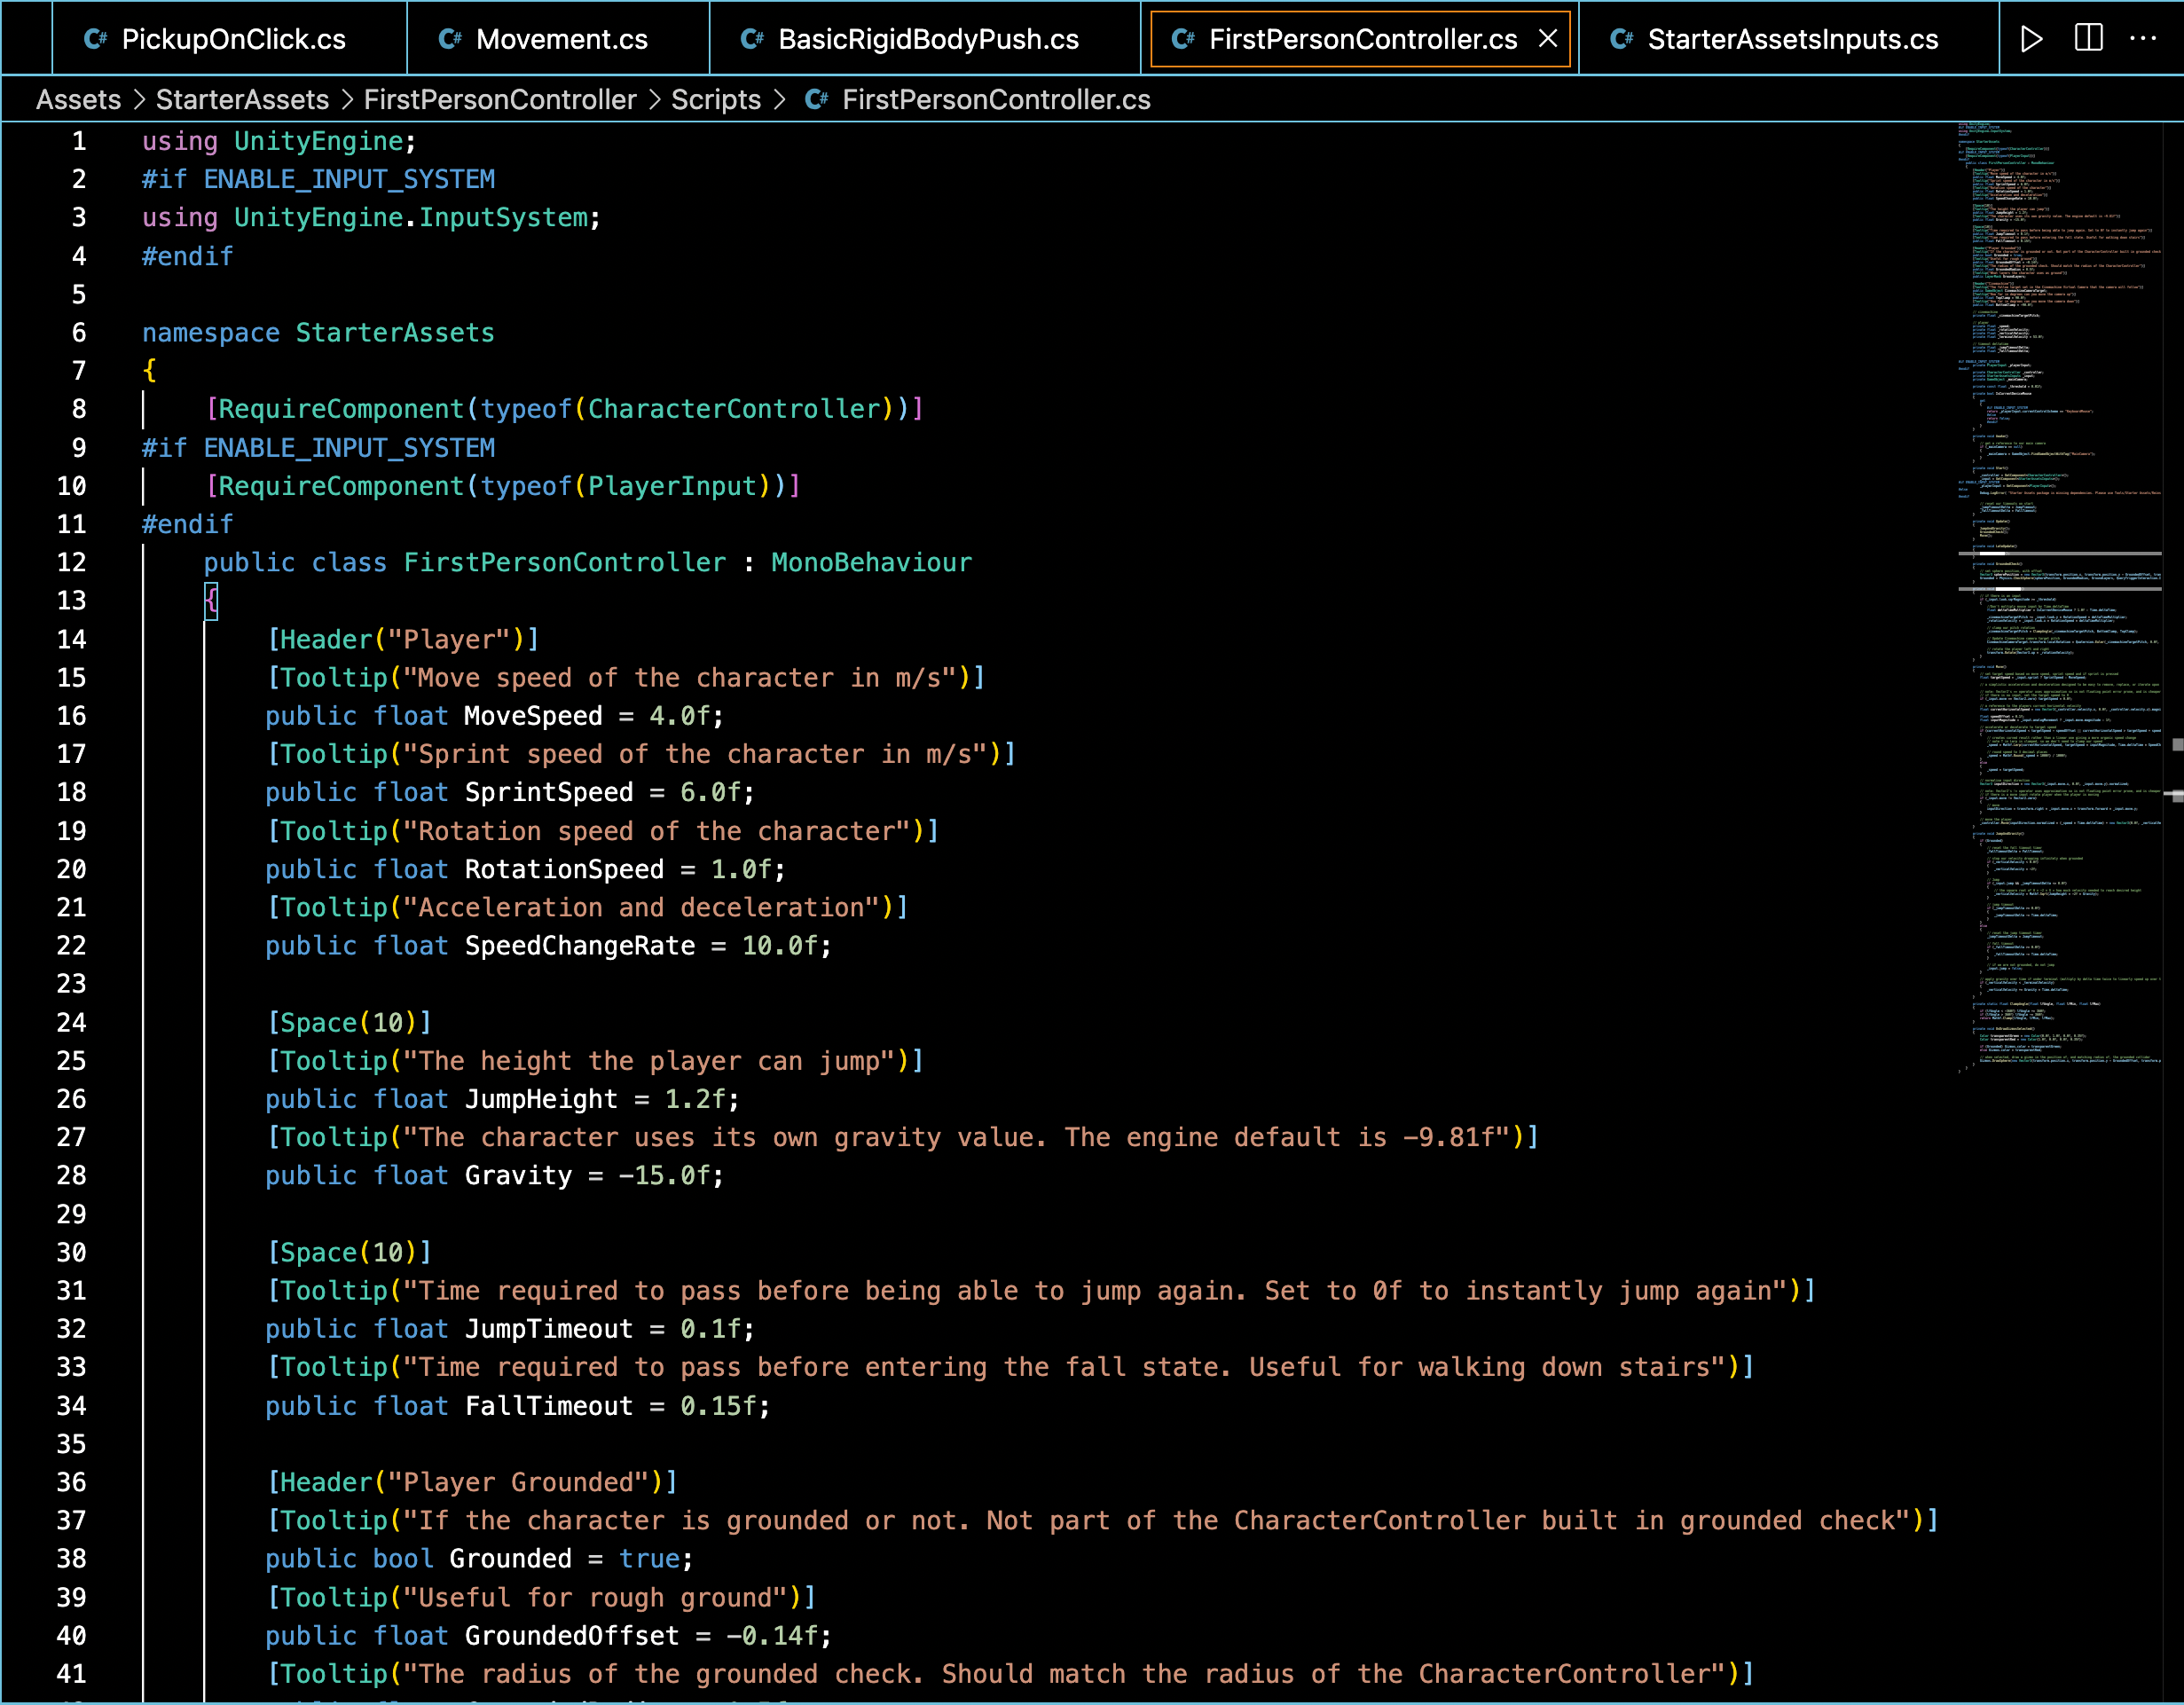 PickupOnClick.cs
Movement.cs
BasicRigidBodyPush.cs
FirstPersonController.cs
StarterAssetsInputs.cs
Assets > StarterAssets > FirstPersonController > Scripts > FirstPersonController.cs
1 using UnityEngine;
2 #if ENABLE_INPUT_SYSTEM
3 using UnityEngine.InputSystem;
4 #endif
5
6 namespace StarterAssets
7 {
8 [RequireComponent(typeof(CharacterController))]
9 #if ENABLE_INPUT_SYSTEM
10 [RequireComponent(typeof(PlayerInput))]
11 #endif
12 public class FirstPersonController : MonoBehaviour
13 {
14 [Header("Player")]
15 [Tooltip("Move speed of the character in m/s")]
16 public float MoveSpeed = 4.0f;
17 [Tooltip("Sprint speed of the character in m/s")]
18 public float SprintSpeed = 6.0f;
19 [Tooltip("Rotation speed of the character")]
20 public float RotationSpeed = 1.0f;
21 [Tooltip("Acceleration and deceleration")]
22 public float SpeedChangeRate = 10.0f;
23
24 [Space(10)]
25 [Tooltip("The height the player can jump")]
26 public float JumpHeight = 1.2f;
27 [Tooltip("The character uses its own gravity value. The engine default is -9.81f")]
28 public float Gravity = -15.0f;
29
30 [Space(10)]
31 [Tooltip("Time required to pass before being able to jump again. Set to 0f to instantly jump again")]
32 public float JumpTimeout = 0.1f;
33 [Tooltip("Time required to pass before entering the fall state. Useful for walking down stairs")]
34 public float FallTimeout = 0.15f;
35
36 [Header("Player Grounded")]
37 [Tooltip("If the character is grounded or not. Not part of the CharacterController built in grounded check")]
38 public bool Grounded = true;
39 [Tooltip("Useful for rough ground")]
40 public float GroundedOffset = -0.14f;
41 [Tooltip("The radius of the grounded check. Should match the radius of the CharacterController")]